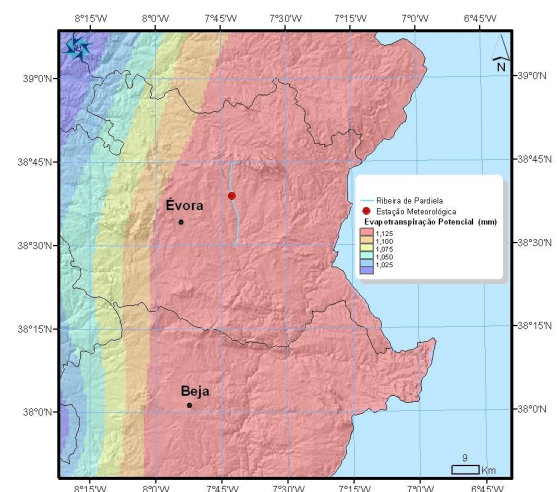 8°15'W 8°0'W 7°45'W 7°30'W 7°15'W 7°0'W 6°45'W
39°0'N 39°0'N
N
38°45'N 38°45'N
Ribeira de Pardiela
Estação Meteorológica
Evapotranspiração Potencial (mm)
1,125
1,100
1,075
1,050
1,025
Évora
38°30'N 38°30'N
38°15'N 38°15'N
Beja
38°0'N 38°0'N
9
Km
8°15'W 8°0'W 7°45'W 7°30'W 7°15'W 7°0'W 6°45'W